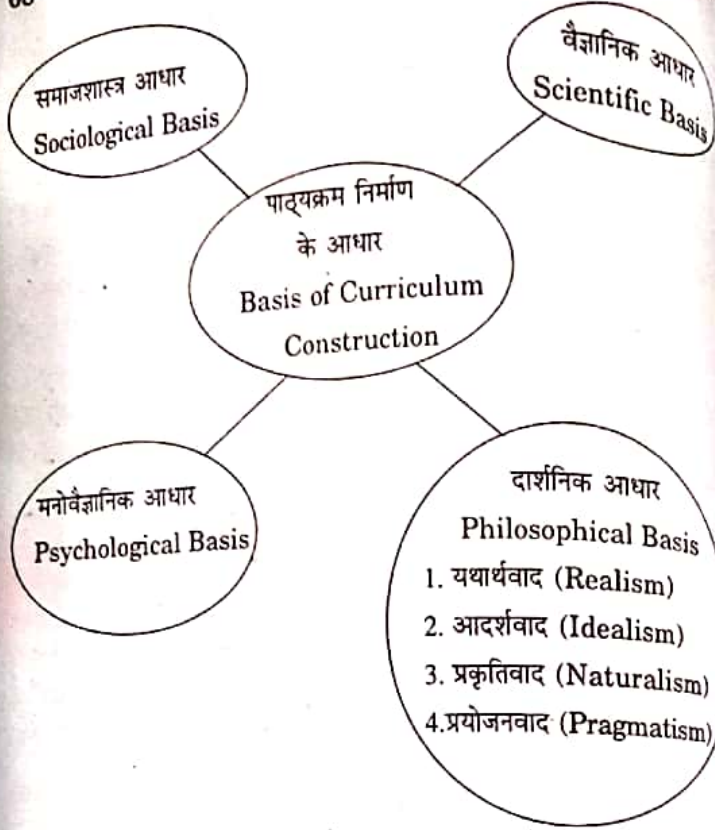 समाजशास्त्र आधार
Sociological Basis
वैज्ञानिक आधार
Scientific Basis
पाठ्यक्रम निर्माण
के आधार
Basis of Curriculum
Construction
मनोवैज्ञानिक आधार
Psychological Basis
दार्शनिक आधार
Philosophical Basis
1. यथार्थवाद (Realism)
2. आदर्शवाद (Idealism)
3. प्रकृतिवाद (Naturalism)
4.प्रयोजनवाद (Pragmatism)